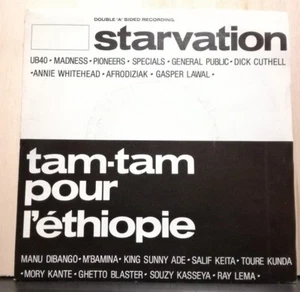 DOUBLE 'A' SIDED RECORDING
starvation
UB40 • MADNESS • PIONEERS • SPECIALS • GENERAL PUBLIC • DICK CUTHELL
• ANNIE WHITEHEAD • AFRODIZIAK • GASPER LAWAL •
tam-tam
pour
l'éthiopie
MANU DIBANGO • M'BAMINA • KING SUNNY ADE • SALIF KEITA • TOURE KUNDA
• MORY KANTE • GHETTO BLASTER • SOUZY KASSEYA • RAY LEMA •